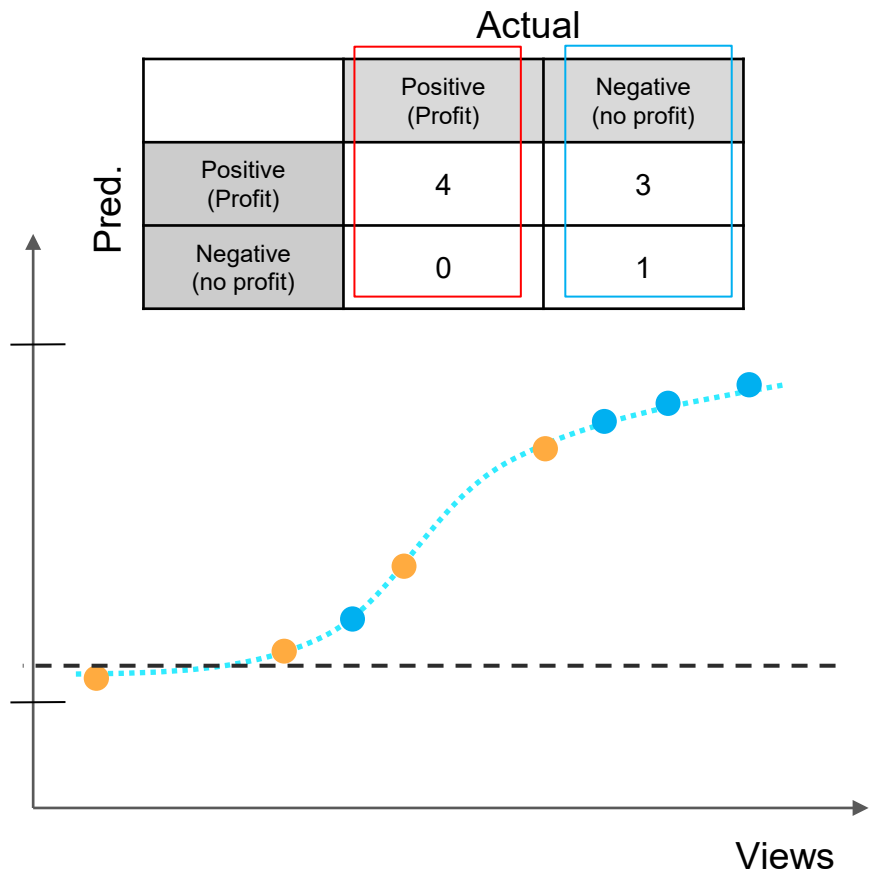 Actual
Positive
(Profit)
Negative
(no profit)
Pred.
Positive
(Profit)
4
3
Negative
(no profit)
0
1
Views